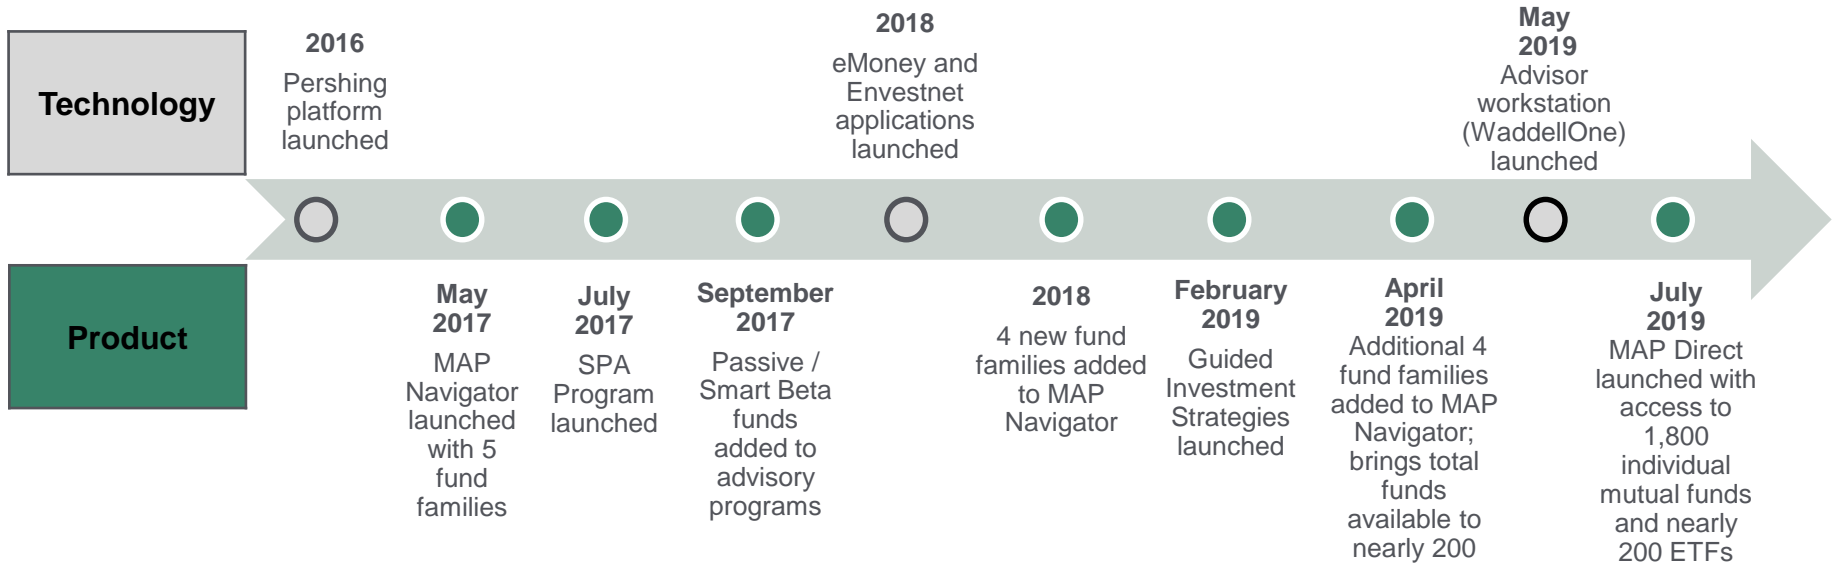 Technology
2016
Pershing
platform
launched
2018
eMoney and
Envestnet
applications
launched
May
2019
Advisor
workstation
(WaddellOne)
launched
Product
May
2017
MAP
Navigator
launched
with 5
fund
families
July
2017
SPA
Program
launched
September
2017
Passive /
Smart Beta
funds
added to
advisory
programs
2018
4 new fund
families added
to MAP
Navigator
February
2019
Guided
Investment
Strategies
launched
April
2019
Additional 4
fund families
added to MAP
Navigator;
brings total
funds
available to
nearly 200
July
2019
MAP Direct
launched with
access to
1,800
individual
mutual funds
and nearly
200 ETFs